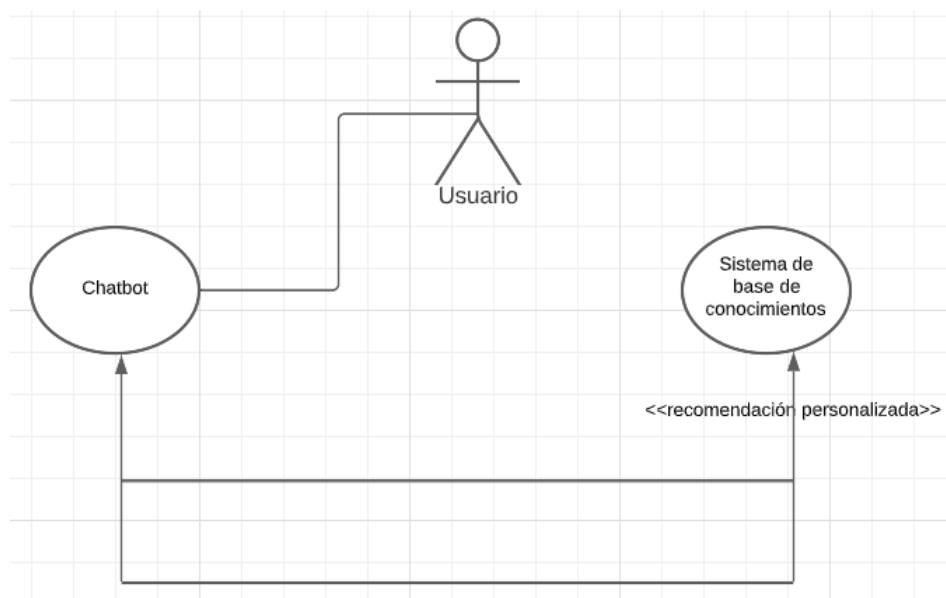 Usuario
Chatbot
Sistema de
base de
conocimientos
<<recomendación personalizada>>